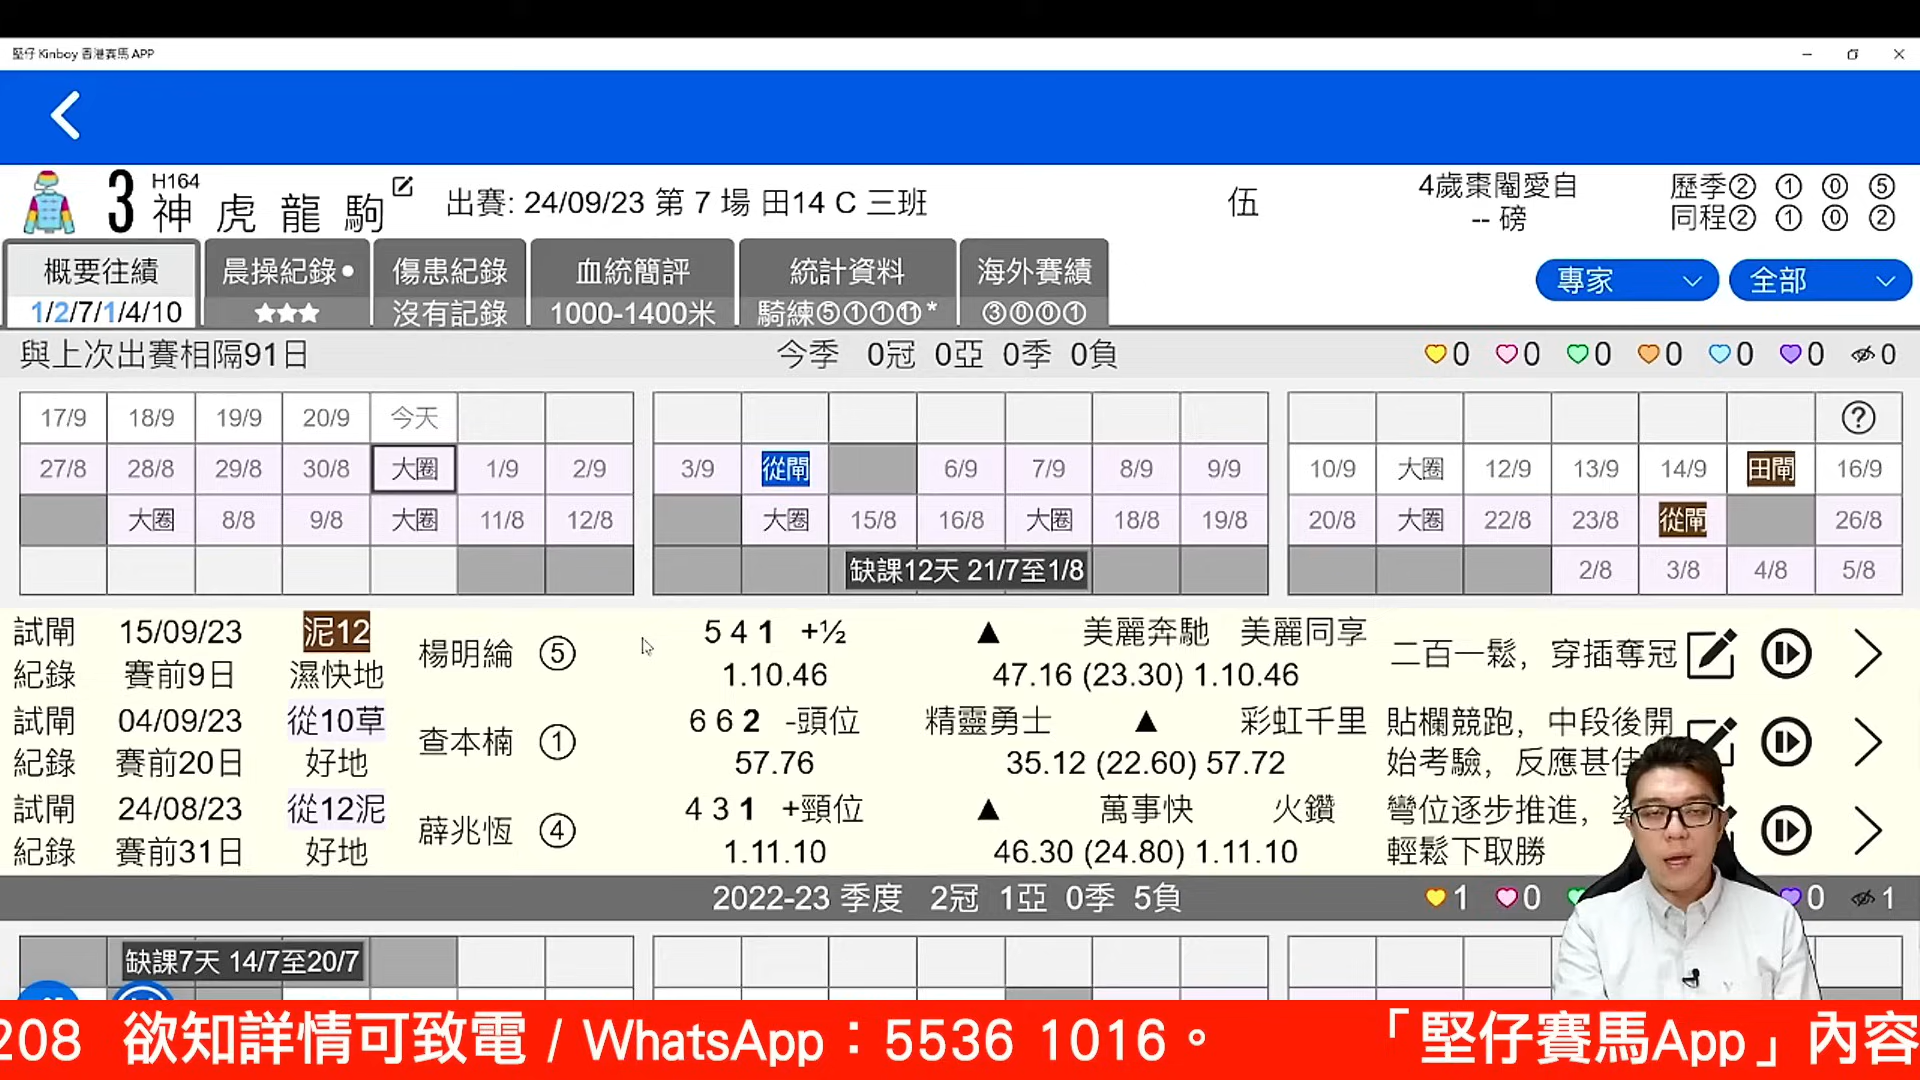 堅仔 Kinboy 香港賽馬 APP
3 H164 神虎龍駒 出賽: 24/09/23 第 7 場 田14 C 三班 伍 4歲棗閹愛自 歷季② ① ⓪ ⑤
-- 磅 同程② ① ⓪ ②
概要往績 晨操紀錄● 傷患紀錄 血統簡評 統計資料 海外賽績 專家 全部
1/2/7/1/4/10 ★★★ 沒有記錄 1000-1400米 騎練⑤①①⑪* ③⓪⓪①
與上次出賽相隔91日 今季 0冠 0亞 0季 0負 0 0 0 0 0 0 0
17/9 18/9 19/9 20/9 今天 ?
27/8 28/8 29/8 30/8 大圈 1/9 2/9 3/9 從閘 6/9 7/9 8/9 9/9 10/9 大圈 12/9 13/9 14/9 田閘 16/9
大圈 8/8 9/8 大圈 11/8 12/8 大圈 15/8 16/8 大圈 18/8 19/8 20/8 大圈 22/8 23/8 從閘 26/8
缺課12天 21/7至1/8 2/8 3/8 4/8 5/8
試閘 15/09/23 泥12 楊明綸 ⑤ 5 4 1 +½ ▲ 美麗奔馳 美麗同享 二百一鬆，穿插奪冠
紀錄 賽前9日 濕快地 1.10.46 47.16 (23.30) 1.10.46
試閘 04/09/23 從10草 查本楠 ① 6 6 2 -頭位 精靈勇士 ▲ 彩虹千里 貼欄競跑，中段後開
紀錄 賽前20日 好地 57.76 35.12 (22.60) 57.72 始考驗，反應甚佳
試閘 24/08/23 從12泥 薛兆恆 ④ 4 3 1 +頸位 ▲ 萬事快 火鑽 彎位逐步推進，
紀錄 賽前31日 好地 1.11.10 46.30 (24.80) 1.11.10 輕鬆下取勝
2022-23 季度 2冠 1亞 0季 5負 1 0 0 1
缺課7天 14/7至20/7
208 欲知詳情可致電 / WhatsApp：5536 1016。 「堅仔賽馬App」內容